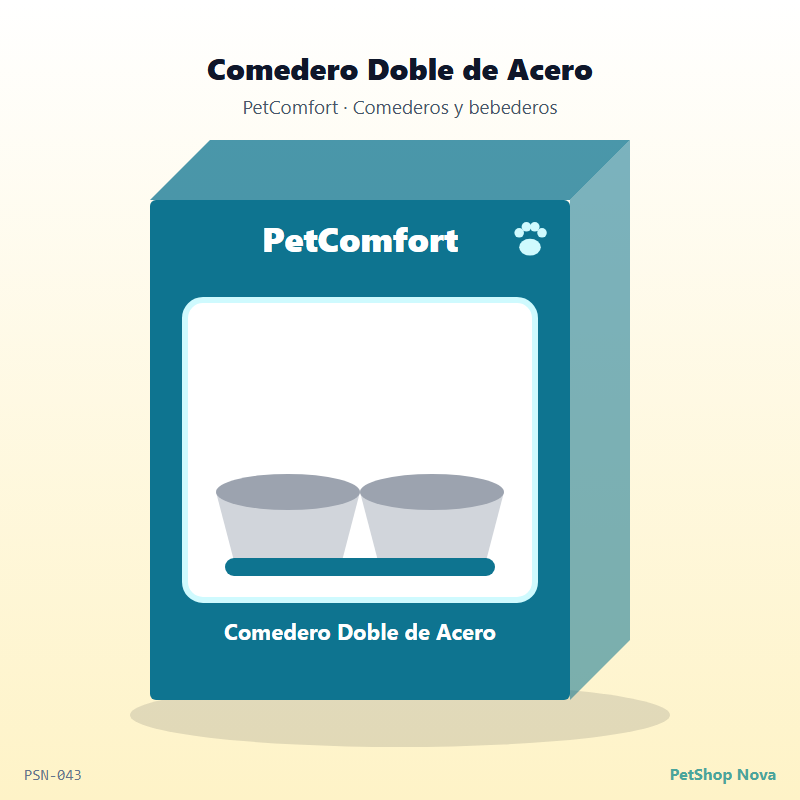 Comedero Doble de Acero
PetComfort · Comederos y bebederos
PetComfort
Comedero Doble de Acero
PSN-043
PetShop Nova